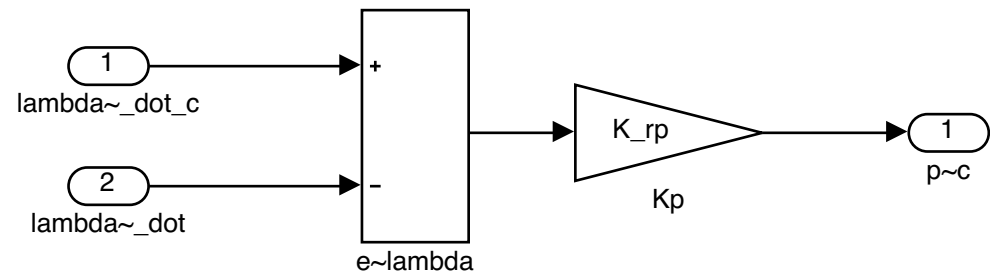 1
lambda~_dot_c
+
2
lambda~_dot
–
e~lambda
K_rp
Kp
1
p~c